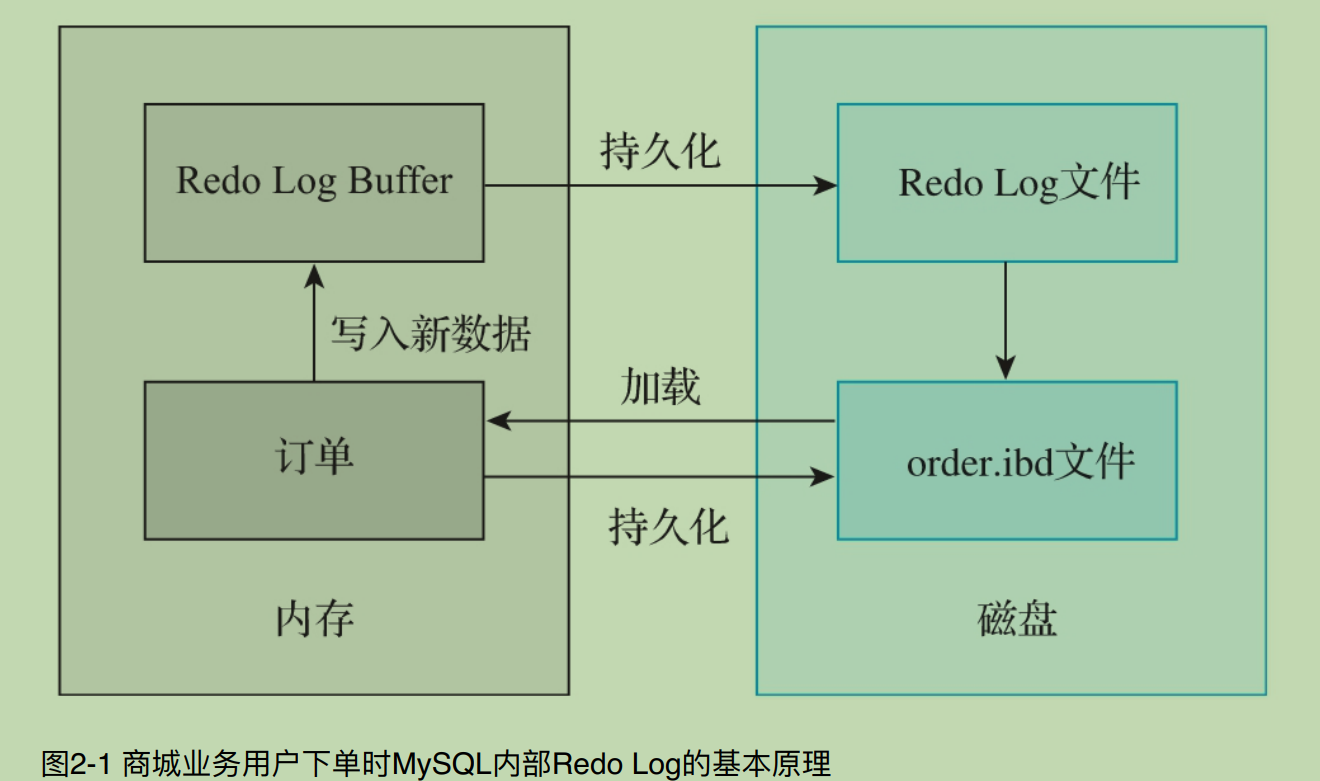 持久化
Redo Log Buffer
Redo Log文件
写入新数据
加载
订单
order.ibd文件
持久化
内存
磁盘
图2-1 商城业务用户下单时MySQL内部Redo Log的基本原理